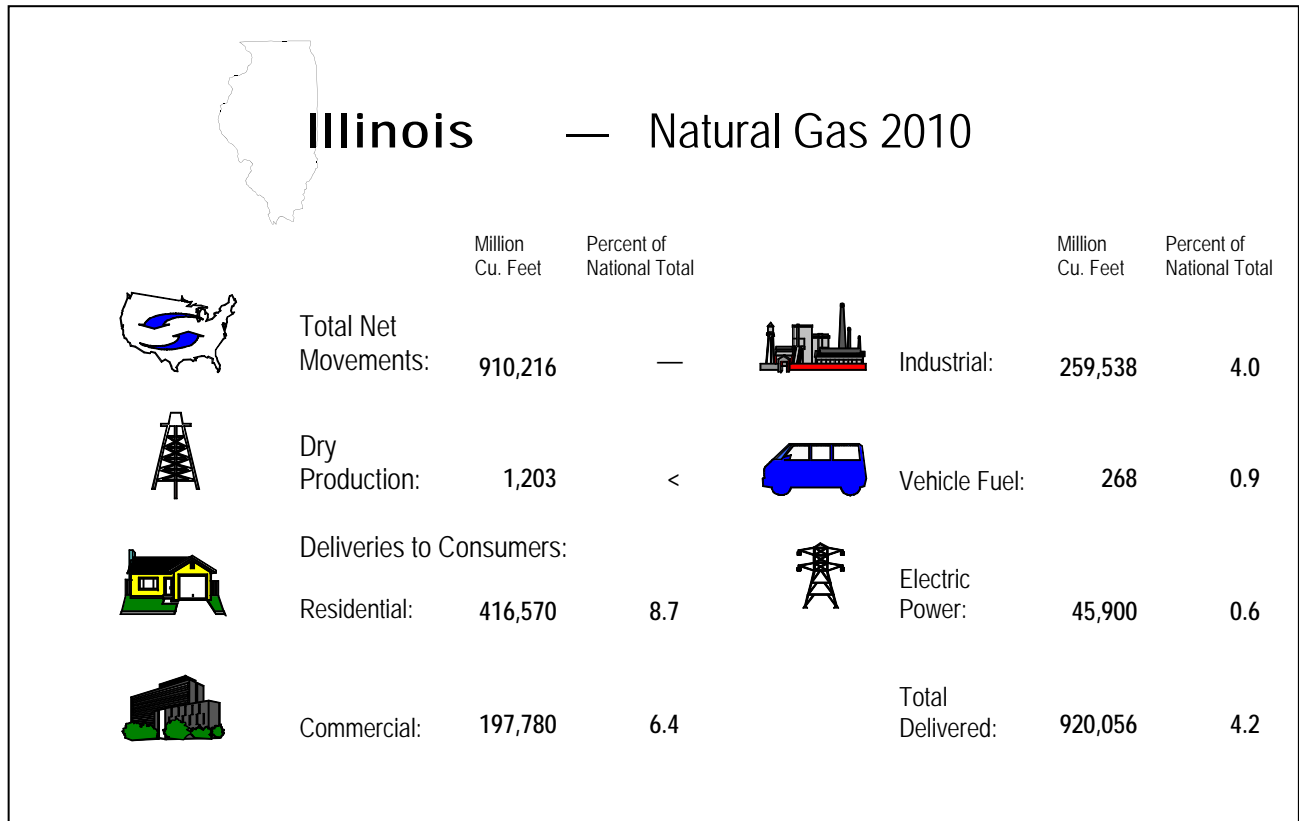 Illinois — Natural Gas 2010
Million Cu. Feet
Percent of National Total
Million Cu. Feet
Percent of National Total
Total Net Movements: 910,216 —
Industrial: 259,538 4.0
Dry Production: 1,203 <
Vehicle Fuel: 268 0.9
Deliveries to Consumers:
Residential: 416,570 8.7
Electric Power: 45,900 0.6
Commercial: 197,780 6.4
Total Delivered: 920,056 4.2